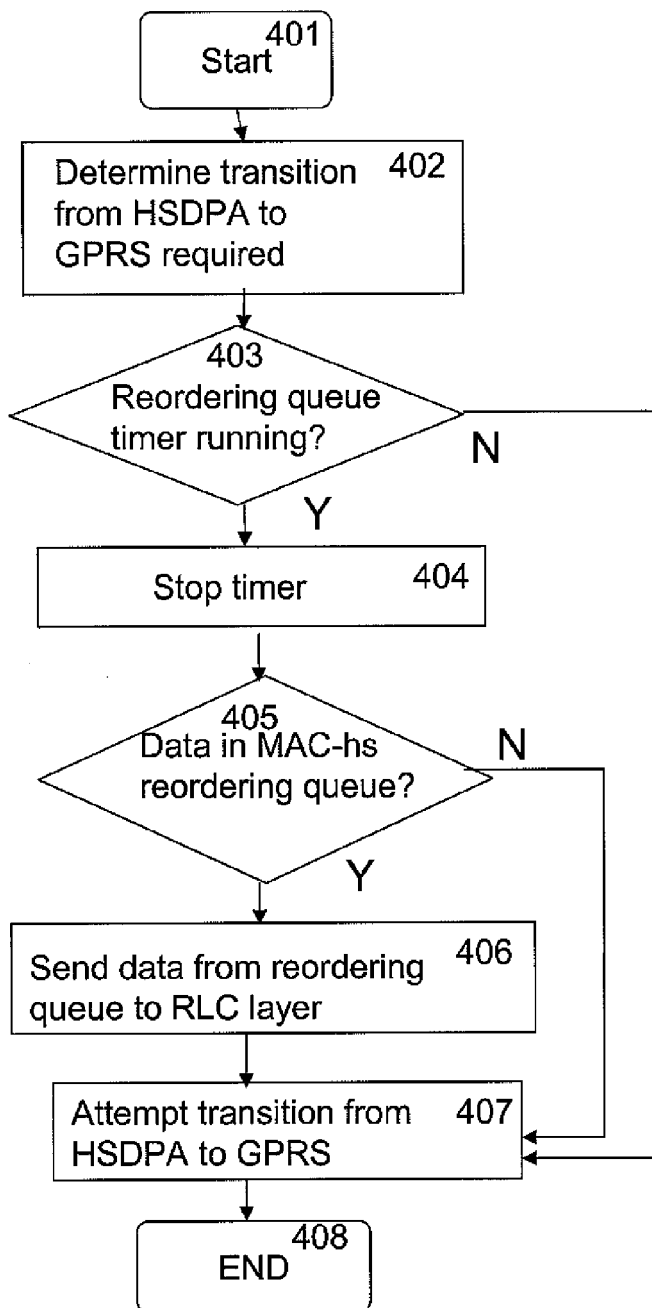 401
Start
402
Determine transition
from HSDPA to
GPRS required
403
Reordering queue
timer running?
N
Y
Stop timer 404
405
Data in MAC-hs
reordering queue?
N
Y
Send data from reordering 406
queue to RLC layer
Attempt transition from 407
HSDPA to GPRS
408
END